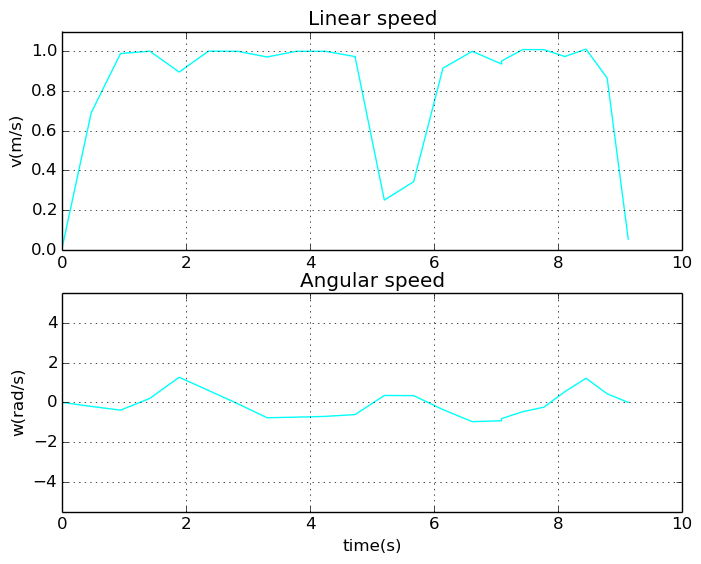 Linear speed
1.0
0.8
0.6
0.4
0.2
0.0
v(m/s)
0 2 4 6 8 10
Angular speed
4
2
0
−2
−4
w(rad/s)
0 2 4 6 8 10
time(s)